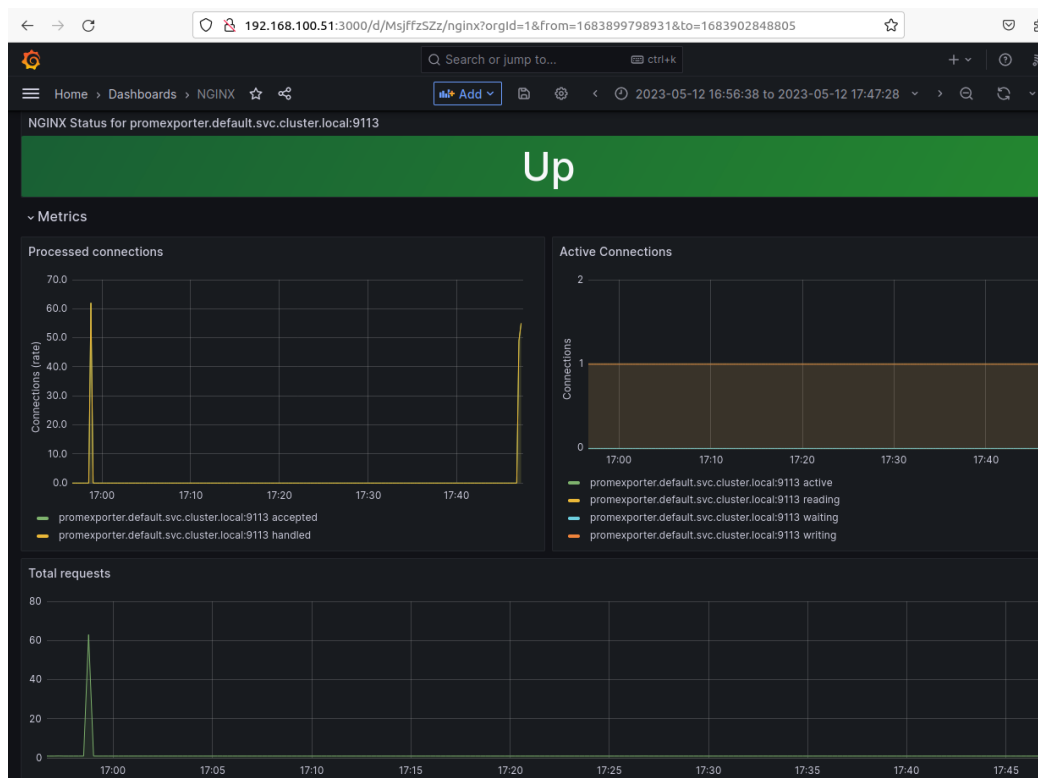 192.168.100.51:3000/d/MsjffzSZz/nginx?orgId=1&from=1683899798931&to=1683902848805
Search or jump to... ctrl+k
Home › Dashboards › NGINX Add 2023-05-12 16:56:38 to 2023-05-12 17:47:28
NGINX Status for promexporter.default.svc.cluster.local:9113
Up
Metrics
Processed connections
70.0
60.0
50.0
40.0
30.0
20.0
10.0
0.0
Connections (rate)
17:00 17:10 17:20 17:30 17:40
promexporter.default.svc.cluster.local:9113 accepted
promexporter.default.svc.cluster.local:9113 handled
Active Connections
2
1
0
Connections
17:00 17:10 17:20 17:30 17:40
promexporter.default.svc.cluster.local:9113 active
promexporter.default.svc.cluster.local:9113 reading
promexporter.default.svc.cluster.local:9113 waiting
promexporter.default.svc.cluster.local:9113 writing
Total requests
80
60
40
20
0
17:00 17:05 17:10 17:15 17:20 17:25 17:30 17:35 17:40 17:45